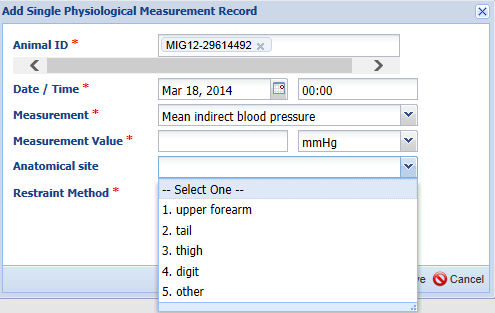 Add Single Physiological Measurement Record
Animal ID * MIG12-29614492
Date / Time * Mar 18, 2014 00:00
Measurement * Mean indirect blood pressure
Measurement Value * mmHg
Anatomical site
-- Select One --
Restraint Method *
1. upper forearm
2. tail
3. thigh
4. digit
5. other
Cancel